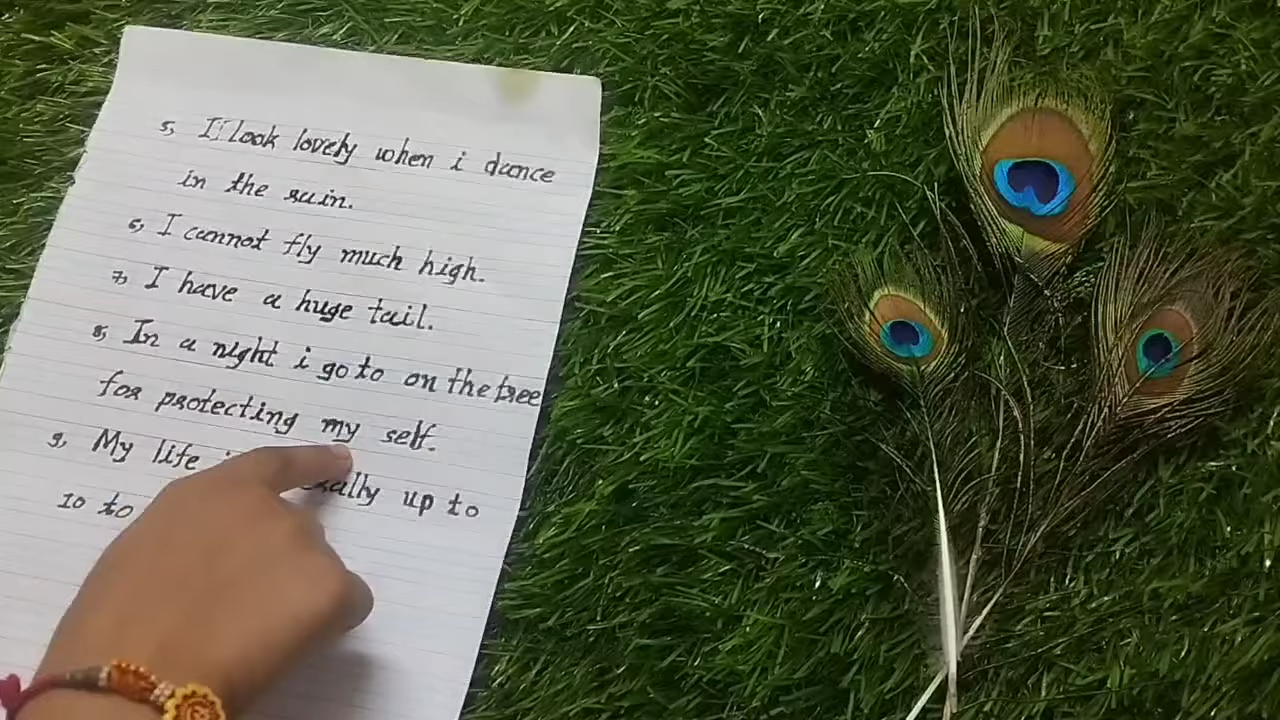 5, I look lovely when i dance
in the rain.
6, I cannot fly much high.
7, I have a huge tail.
8, In a night i go to on the tree
for protecting my self.
9, My life up to
10 to